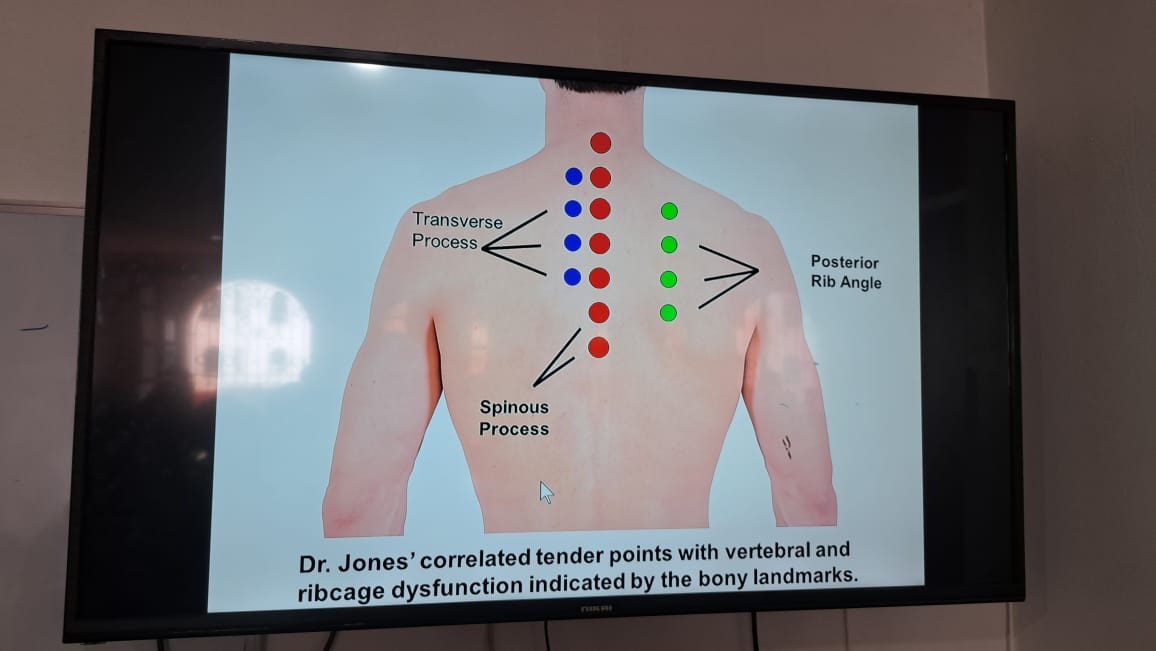 Transverse
Process
Posterior
Rib Angle
Spinous
Process
Dr. Jones’ correlated tender points with vertebral and
ribcage dysfunction indicated by the bony landmarks.
NIKAI